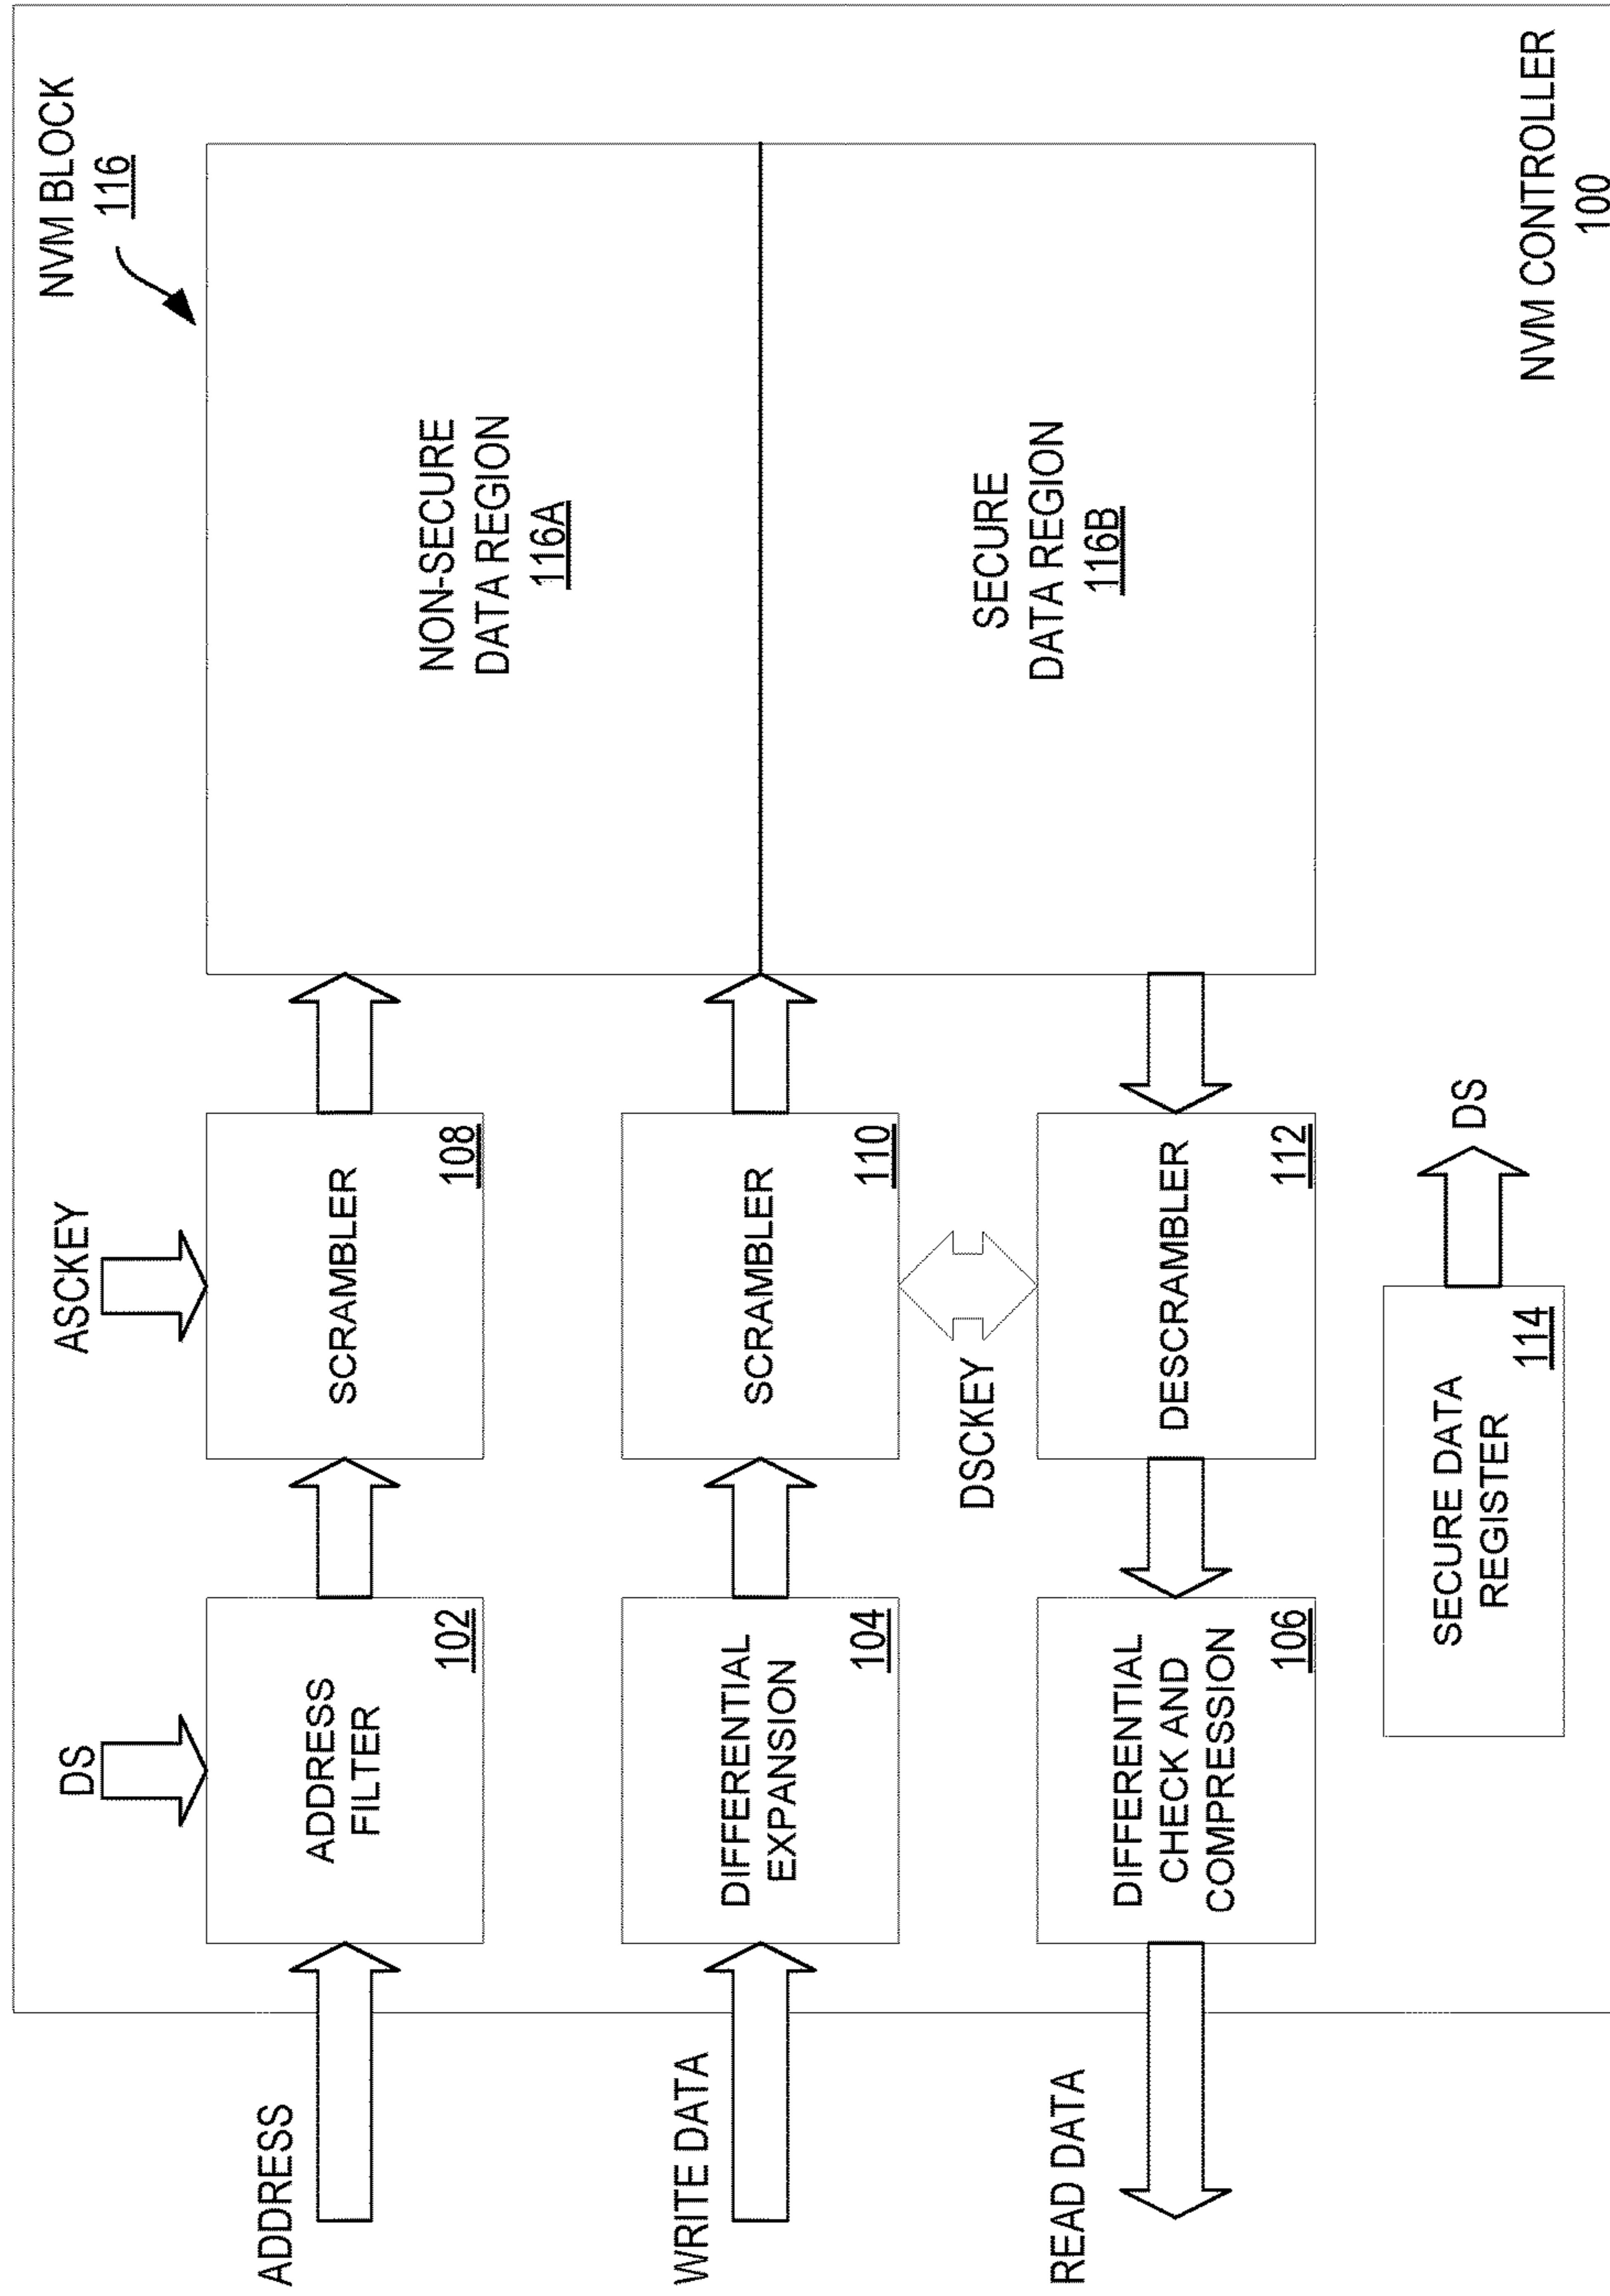 NVM BLOCK
116
DS
ASCKEY
ADDRESS
ADDRESS
FILTER
102
SCRAMBLER
108
NON-SECURE
DATA REGION
116A
WRITE DATA
DIFFERENTIAL
EXPANSION
104
SCRAMBLER
110
DSCKEY
SECURE
DATA REGION
116B
READ DATA
DIFFERENTIAL
CHECK AND
COMPRESSION
106
DESCRAMBLER
112
SECURE DATA
REGISTER
114
DS
NVM CONTROLLER
100